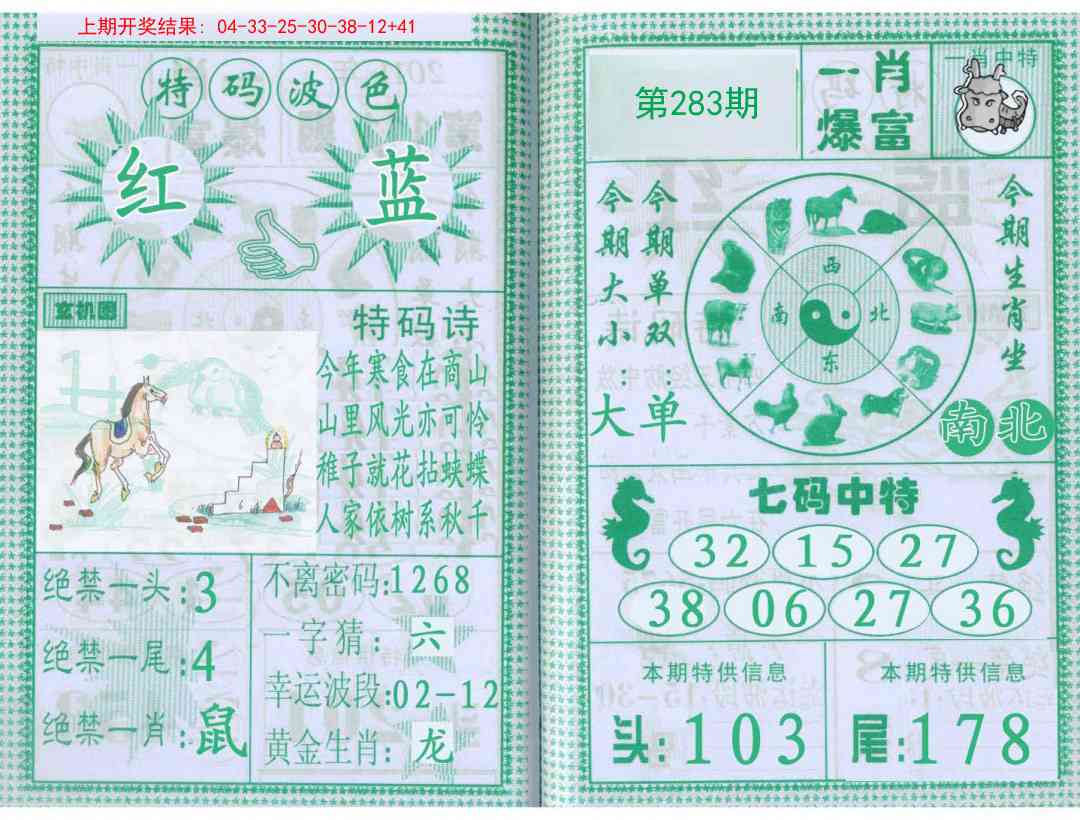 上期开奖结果：04-33-25-30-38-12+41
特码波色
红 蓝
玄机图
特码诗
今年寒食在商山
山里风光亦可怜
稚子就花拈蛱蝶
人家依树系秋千
绝禁一头:3
绝禁一尾:4
绝禁一肖:鼠
不离密码:1268
一字猜：六
幸运波段:02-12
黄金生肖：龙
第283期
一肖
爆富
一肖中特
今期大小
大
今期单双
单
西
南 北
东
今期生肖坐
南北
七码中特
32 15 27
38 06 27 36
本期特供信息
头:103
本期特供信息
尾:178